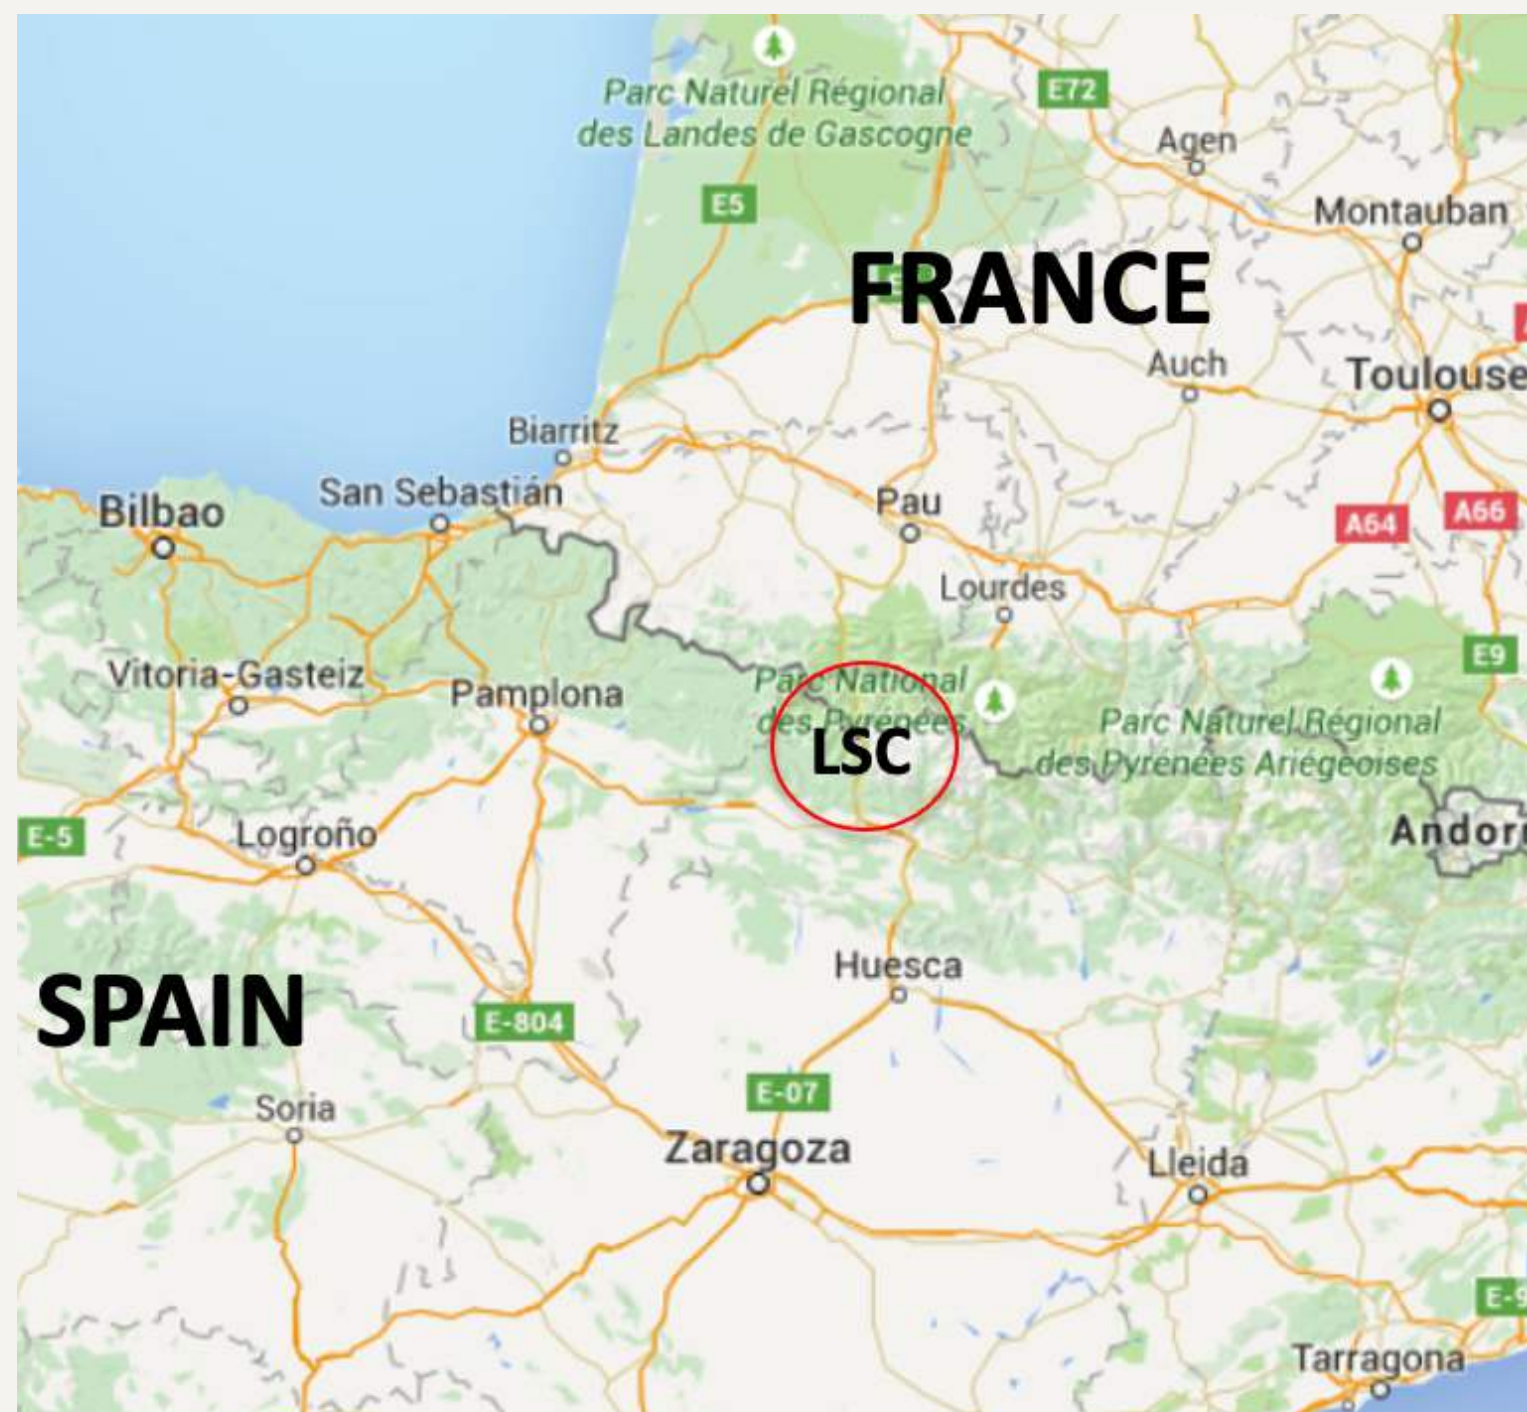 Parc Naturel Régional
des Landes de Gascogne
E72
Agen
E5
Montauban
FRANCE
Auch
Toulouse
Biarritz
San Sebastián
Bilbao
Pau
A64
A66
Lourdes
E9
Vitoria-Gasteiz
Pamplona
Parc National
des Pyrénées
LSC
Parc Naturel Régional
des Pyrénées Ariégeoises
E-5
Logroño
Andorr
Huesca
SPAIN
E-804
E-07
Soria
Zaragoza
Lleida
E-9
Tarragona